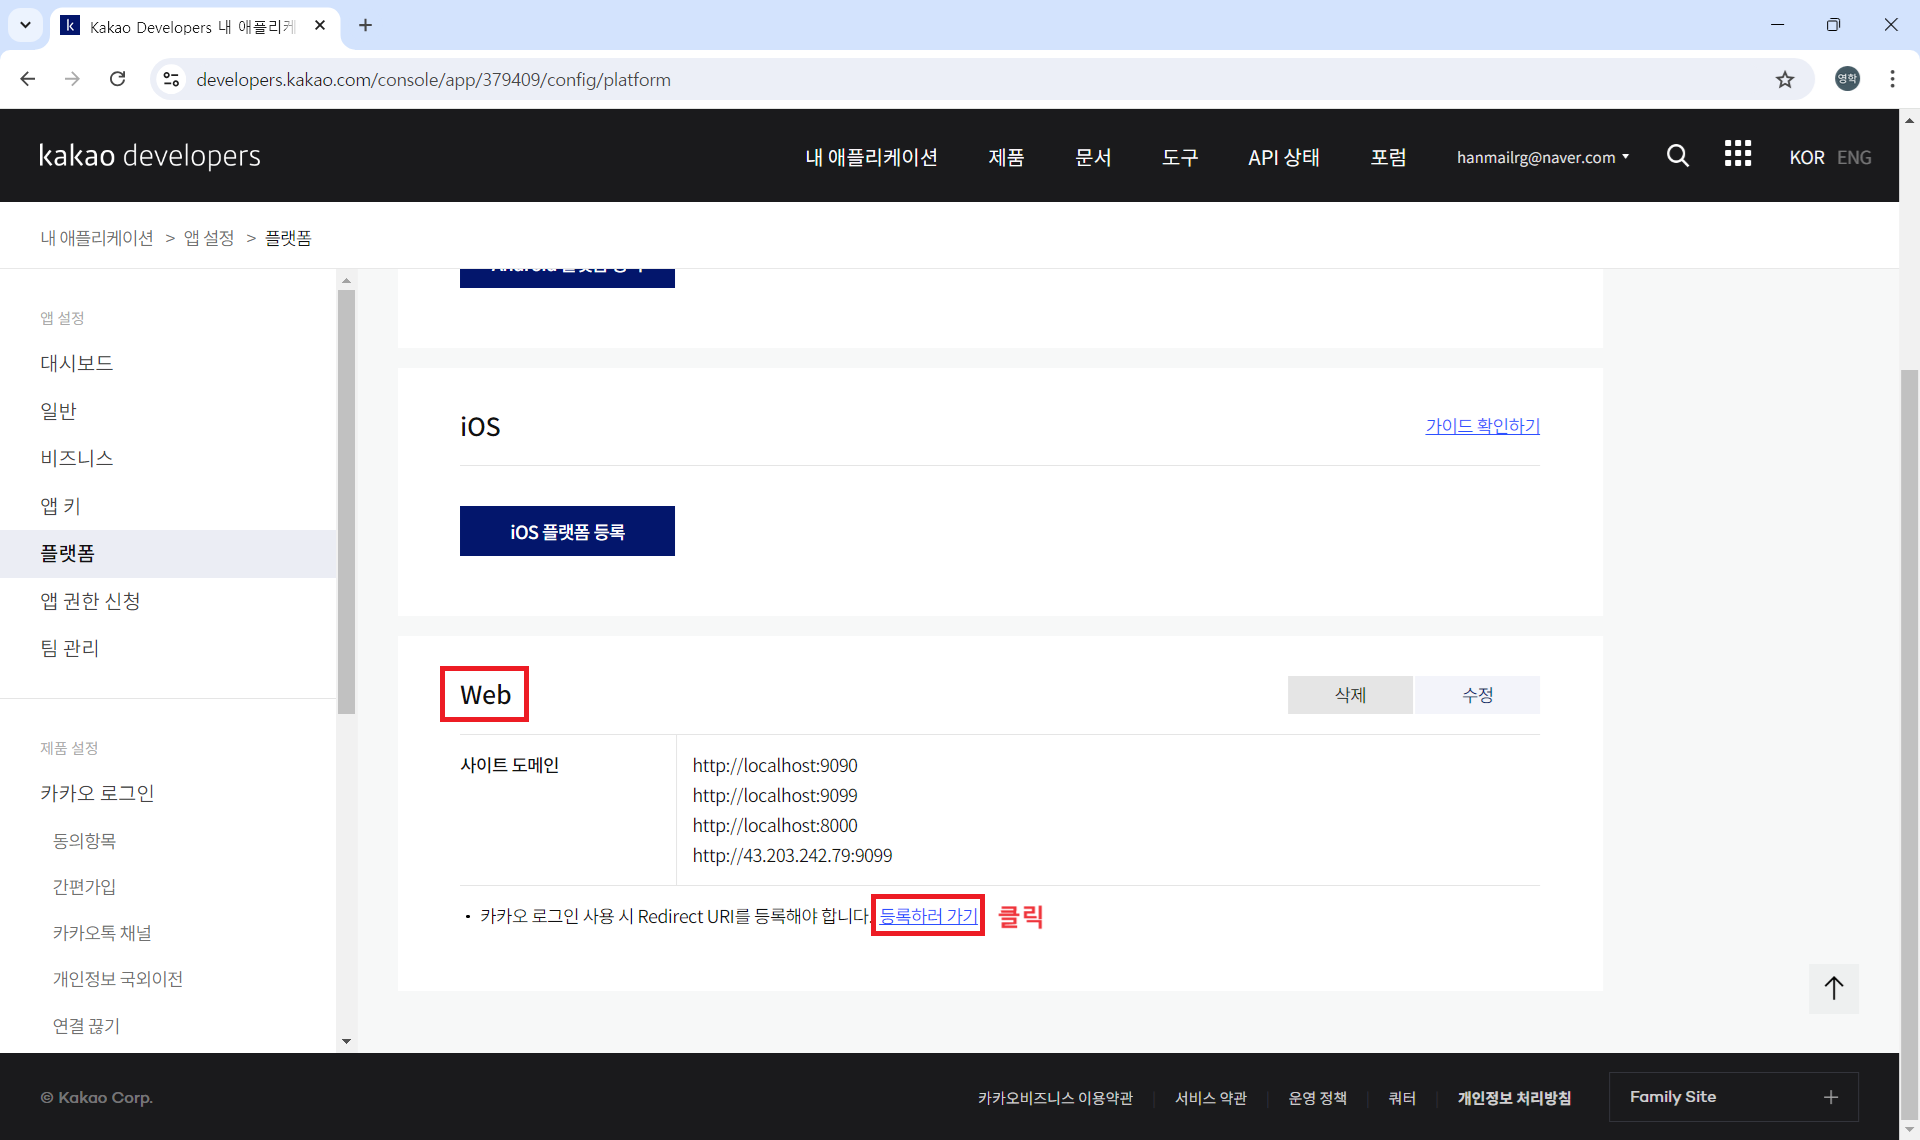 Kakao Developers 내 애플리케
developers.kakao.com/console/app/379409/config/platform
영학
kakao developers
내 애플리케이션
제품
문서
도구
API 상태
포럼
hanmailrg@naver.com
KOR ENG
내 애플리케이션 > 앱 설정 > 플랫폼
앱 설정
대시보드
일반
비즈니스
앱 키
플랫폼
앱 권한 신청
팀 관리
제품 설정
카카오 로그인
동의항목
간편가입
카카오톡 채널
개인정보 국외이전
연결 끊기
Android 플랫폼 등록
iOS
가이드 확인하기
iOS 플랫폼 등록
Web
삭제
수정
사이트 도메인
http://localhost:9090
http://localhost:9099
http://localhost:8000
http://43.203.242.79:9099
• 카카오 로그인 사용 시 Redirect URI를 등록해야 합니다. 등록하러 가기 클릭
© Kakao Corp.
카카오비즈니스 이용약관
서비스 약관
운영 정책
쿼터
개인정보 처리방침
Family Site